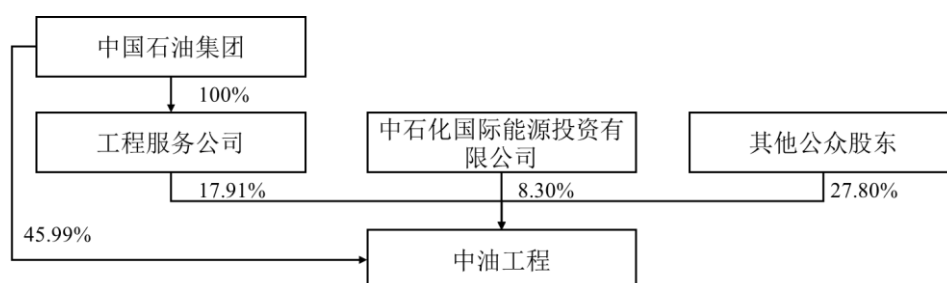 中国石油集团
100%
工程服务公司
中石化国际能源投资有
限公司
其他公众股东
17.91%
8.30%
27.80%
45.99%
中油工程